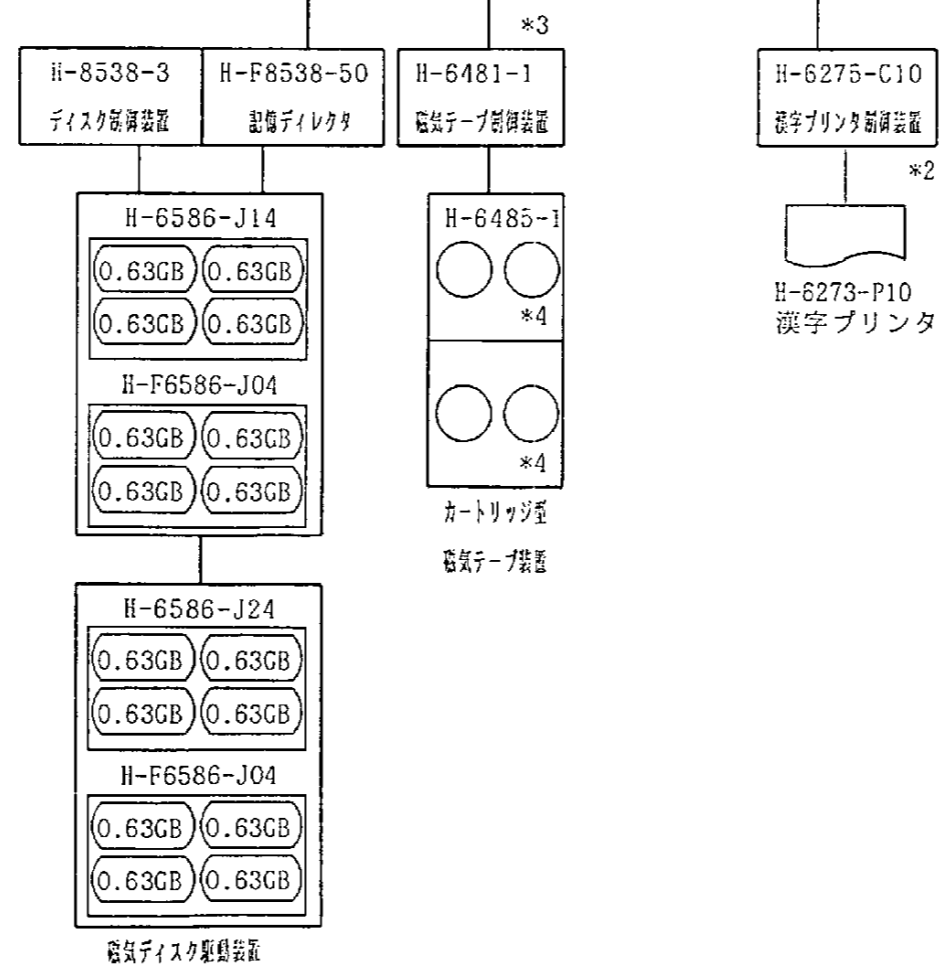 *3
H-8538-3
ディスク制御装置
H-F8538-50
記憶ディレクタ
H-6481-1
磁気テープ制御装置
H-6275-C10
漢字プリンタ制御装置
*2
H-6586-J14
0.63GB 0.63GB
0.63GB 0.63GB
H-F6586-J04
0.63GB 0.63GB
0.63GB 0.63GB
H-6485-1
*4
*4
カートリッジ型
磁気テープ装置
H-6273-P10
漢字プリンタ
H-6586-J24
0.63GB 0.63GB
0.63GB 0.63GB
H-F6586-J04
0.63GB 0.63GB
0.63GB 0.63GB
磁気ディスク駆動装置